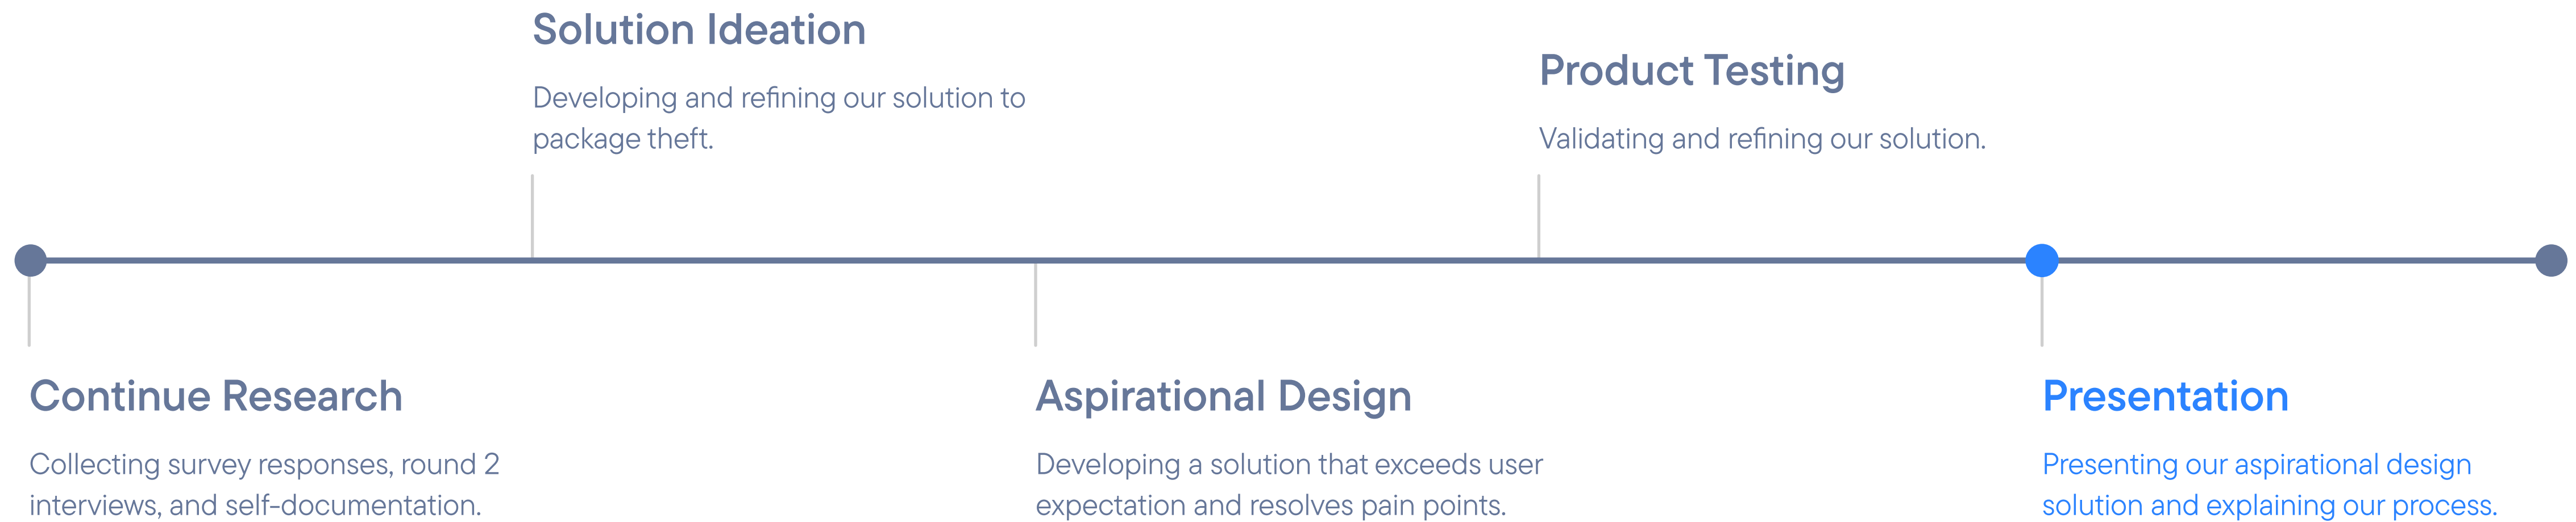 Solution Ideation
Developing and refining our solution to
package theft.
Product Testing
Validating and refining our solution.
Continue Research
Collecting survey responses, round 2
interviews, and self-documentation.
Aspirational Design
Developing a solution that exceeds user
expectation and resolves pain points.
Presentation
Presenting our aspirational design
solution and explaining our process.